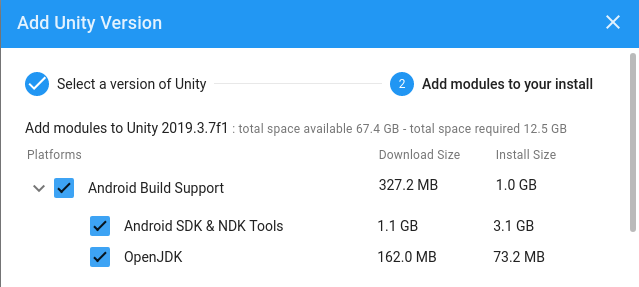 Add Unity Version
Select a version of Unity
2 Add modules to your install
Add modules to Unity 2019.3.7f1 : total space available 67.4 GB - total space required 12.5 GB
Platforms Download Size Install Size
Android Build Support 327.2 MB 1.0 GB
Android SDK & NDK Tools 1.1 GB 3.1 GB
OpenJDK 162.0 MB 73.2 MB